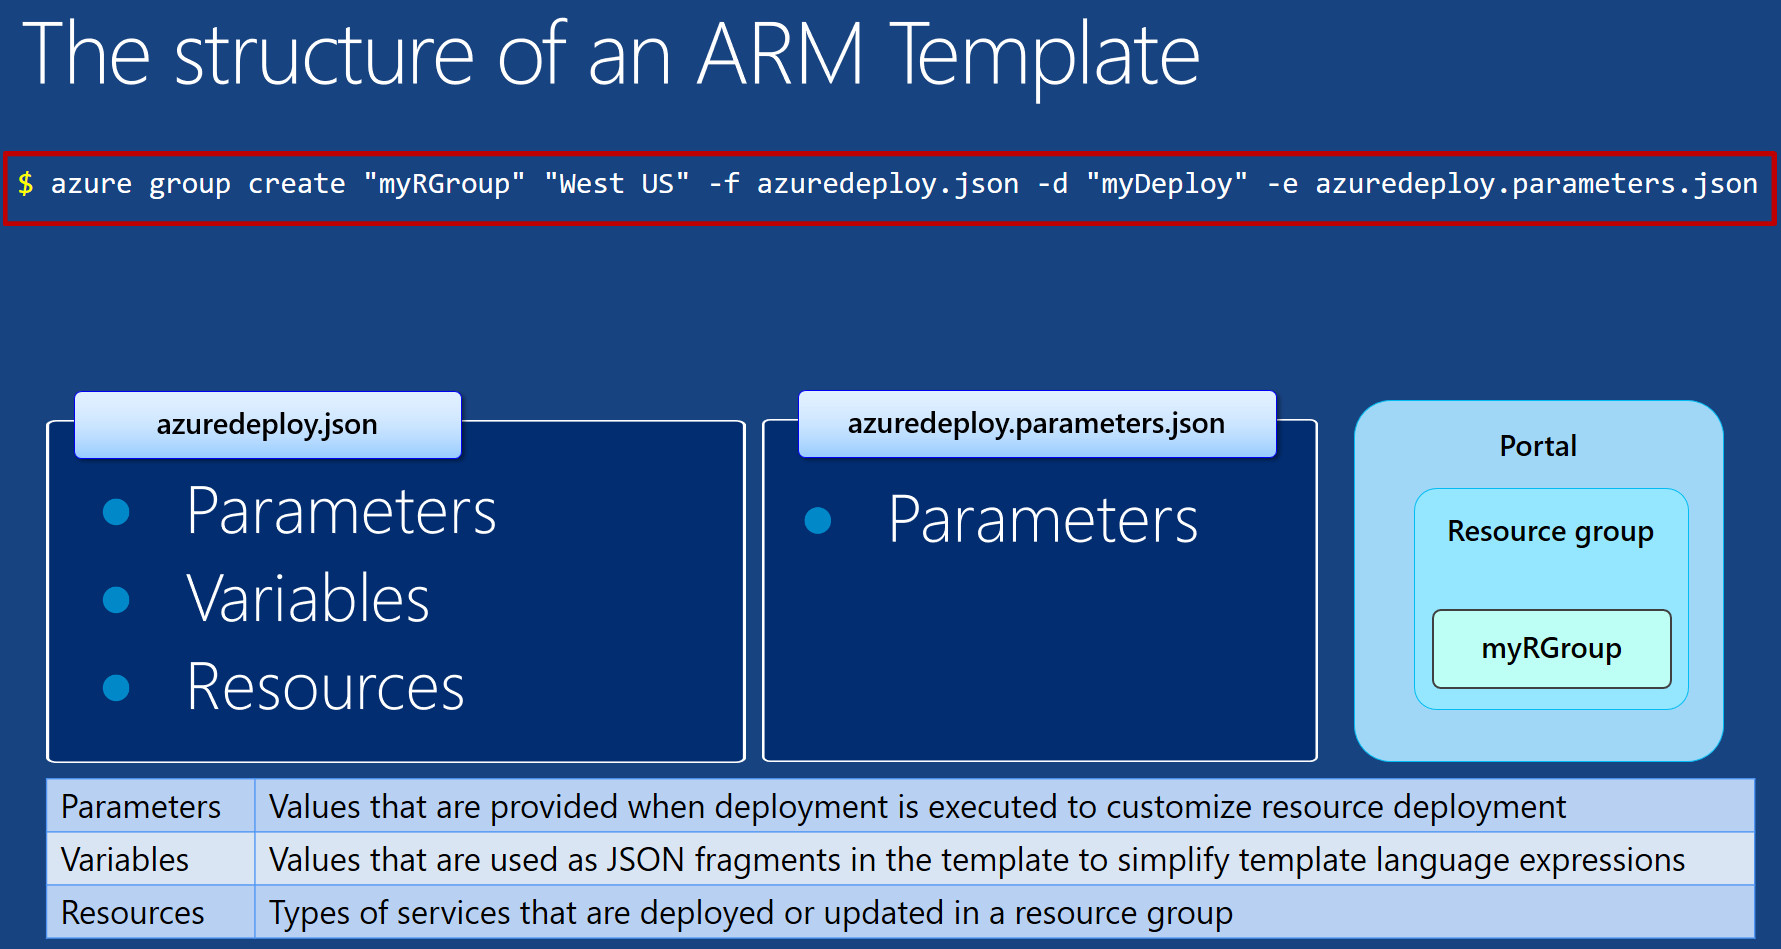 The structure of an ARM Template
$ azure group create "myRGroup" "West US" -f azuredeploy.json -d "myDeploy" -e azuredeploy.parameters.json
azuredeploy.json
Parameters
Variables
Resources
azuredeploy.parameters.json
Parameters
Portal
Resource group
myRGroup
Parameters Values that are provided when deployment is executed to customize resource deployment
Variables Values that are used as JSON fragments in the template to simplify template language expressions
Resources Types of services that are deployed or updated in a resource group